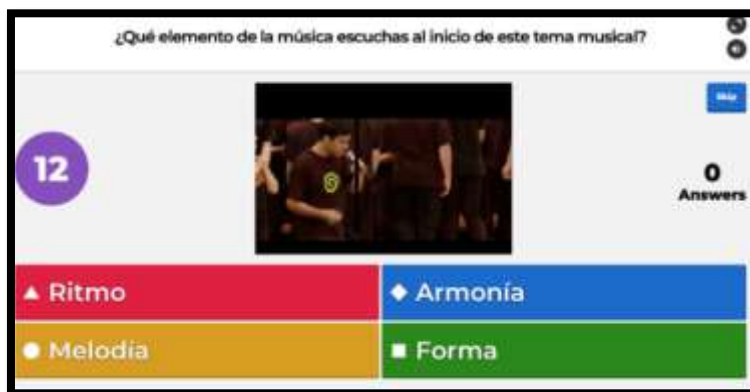 ¿Qué elemento de la música escuchas al inicio de este tema musical?
Skip
12
0
Answers
Ritmo
Armonía
Melodía
Forma